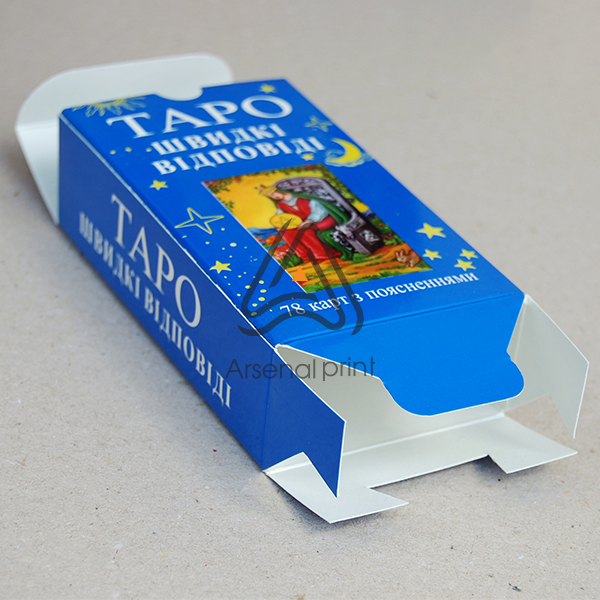 ТАРО
ШВИДКІ
ВІДПОВІДІ
78 карт з поясненнями
ТАРО
ШВИДКІ ВІДПОВІДІ
Arsenal print